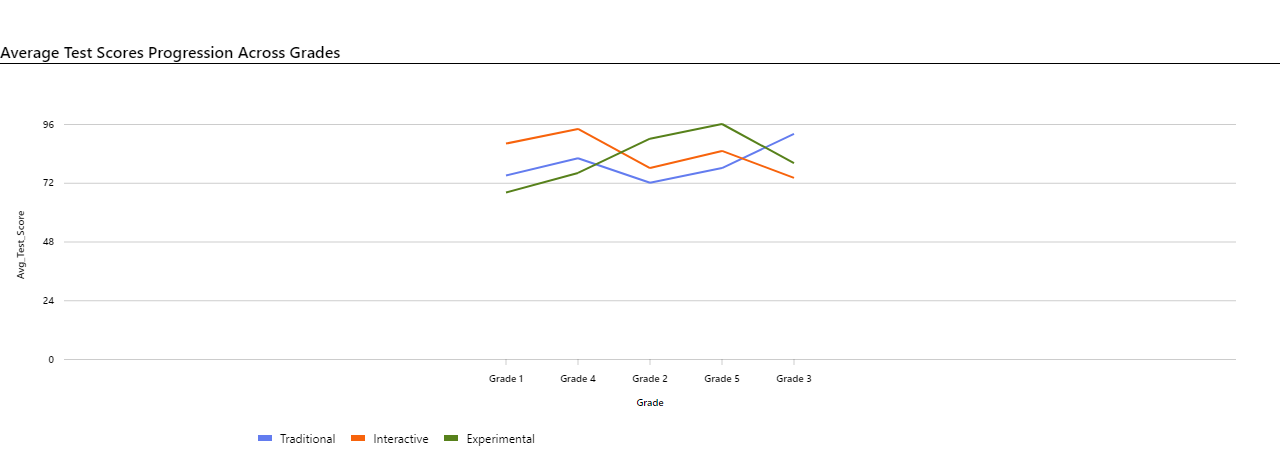 Average Test Scores Progression Across Grades
96
72
48
24
0
Avg_Test_Score
Grade 1 Grade 4 Grade 2 Grade 5 Grade 3
Grade
Traditional Interactive Experimental